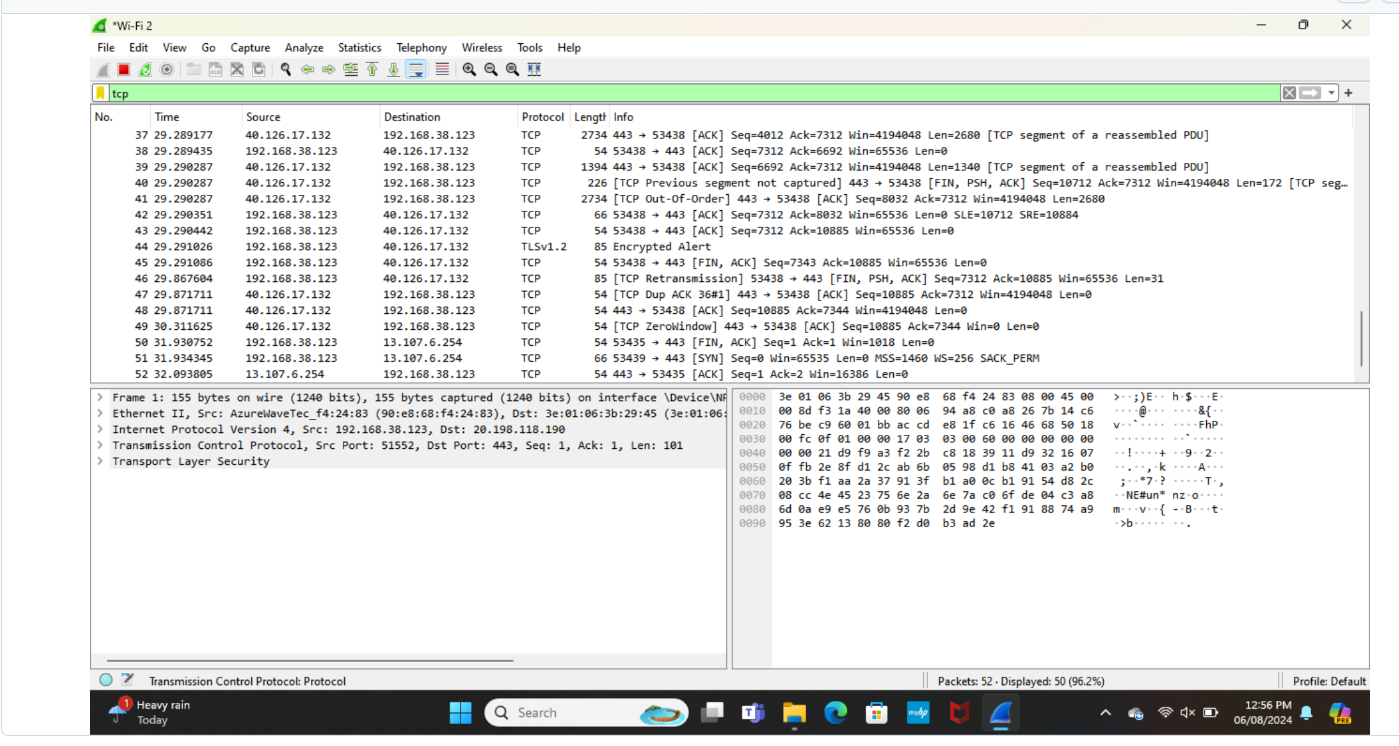 *Wi-Fi 2
File Edit View Go Capture Analyze Statistics Telephony Wireless Tools Help
tcp
No. Time Source Destination Protocol Length Info
37 29.289177 40.126.17.132 192.168.38.123 TCP 2734 443 → 53438 [ACK] Seq=4012 Ack=7312 Win=4194048 Len=2680 [TCP segment of a reassembled PDU]
38 29.289435 192.168.38.123 40.126.17.132 TCP 54 53438 → 443 [ACK] Seq=7312 Ack=6692 Win=65536 Len=0
39 29.290287 40.126.17.132 192.168.38.123 TCP 1394 443 → 53438 [ACK] Seq=6692 Ack=7312 Win=4194048 Len=1340 [TCP segment of a reassembled PDU]
40 29.290287 40.126.17.132 192.168.38.123 TCP 226 [TCP Previous segment not captured] 443 → 53438 [FIN, PSH, ACK] Seq=10712 Ack=7312 Win=4194048 Len=172 [TCP seg…
41 29.290287 40.126.17.132 192.168.38.123 TCP 2734 [TCP Out-Of-Order] 443 → 53438 [ACK] Seq=8032 Ack=7312 Win=4194048 Len=2680
42 29.290351 192.168.38.123 40.126.17.132 TCP 66 53438 → 443 [ACK] Seq=7312 Ack=8032 Win=65536 Len=0 SLE=10712 SRE=10884
43 29.290442 192.168.38.123 40.126.17.132 TCP 54 53438 → 443 [ACK] Seq=7312 Ack=10885 Win=65536 Len=0
44 29.291026 192.168.38.123 40.126.17.132 TLSv1.2 85 Encrypted Alert
45 29.291086 192.168.38.123 40.126.17.132 TCP 54 53438 → 443 [FIN, ACK] Seq=7343 Ack=10885 Win=65536 Len=0
46 29.867604 192.168.38.123 40.126.17.132 TCP 85 [TCP Retransmission] 53438 → 443 [FIN, PSH, ACK] Seq=7312 Ack=10885 Win=65536 Len=31
47 29.871711 40.126.17.132 192.168.38.123 TCP 54 [TCP Dup ACK 36#1] 443 → 53438 [ACK] Seq=10885 Ack=7312 Win=4194048 Len=0
48 29.871711 40.126.17.132 192.168.38.123 TCP 54 443 → 53438 [ACK] Seq=10885 Ack=7344 Win=4194048 Len=0
49 30.311625 40.126.17.132 192.168.38.123 TCP 54 [TCP ZeroWindow] 443 → 53438 [ACK] Seq=10885 Ack=7344 Win=0 Len=0
50 31.930752 192.168.38.123 13.107.6.254 TCP 54 53435 → 443 [FIN, ACK] Seq=1 Ack=1 Win=1018 Len=0
51 31.934345 192.168.38.123 13.107.6.254 TCP 66 53439 → 443 [SYN] Seq=0 Win=65535 Len=0 MSS=1460 WS=256 SACK_PERM
52 32.093805 13.107.6.254 192.168.38.123 TCP 54 443 → 53435 [ACK] Seq=1 Ack=2 Win=16386 Len=0
Frame 1: 155 bytes on wire (1240 bits), 155 bytes captured (1240 bits) on interface \Device\NF
Ethernet II, Src: AzureWaveTec_f4:24:83 (90:e8:68:f4:24:83), Dst: 3e:01:06:3b:29:45 (3e:01:06:
Internet Protocol Version 4, Src: 192.168.38.123, Dst: 20.198.118.190
Transmission Control Protocol, Src Port: 51552, Dst Port: 443, Seq: 1, Ack: 1, Len: 101
Transport Layer Security
0000 3e 01 06 3b 29 45 90 e8 68 f4 24 83 08 00 45 00 >··;)E·· h·$···E·
0010 00 8d f3 1a 40 00 80 06 94 a8 c0 a8 26 7b 14 c6 ····@··· ····&{··
0020 76 be c9 60 01 bb ac cd e8 1f c6 16 46 68 50 18 v··`···· ····FhP·
0030 00 fc 0f 01 00 00 17 03 03 00 60 00 00 00 00 00 ········ ··`·····
0040 00 00 21 d9 f9 a3 f2 2b c8 18 39 11 d9 32 16 07 ··!····+ ··9··2··
0050 0f fb 2e 8f d1 2c ab 6b 05 98 d1 b8 41 03 a2 b0 ··.··,·k ····A···
0060 20 3b f1 aa 2a 37 91 3f b1 a0 0c b1 91 54 d8 2c ;··*7·? ·····T·,
0070 08 cc 4e 45 23 75 6e 2a 6e 7a c0 6f de 04 c3 a8 ··NE#un* nz·o····
0080 6d 0a e9 e5 76 0b 93 7b 2d 9e 42 f1 91 88 74 a9 m···v··{ -·B···t·
0090 95 3e 62 13 80 80 f2 d0 b3 ad 2e ·>b····· ··.
Transmission Control Protocol: Protocol Packets: 52 · Displayed: 50 (96.2%) Profile: Default
1 Heavy rain
Today
Search
myhp
PRE
12:56 PM
06/08/2024